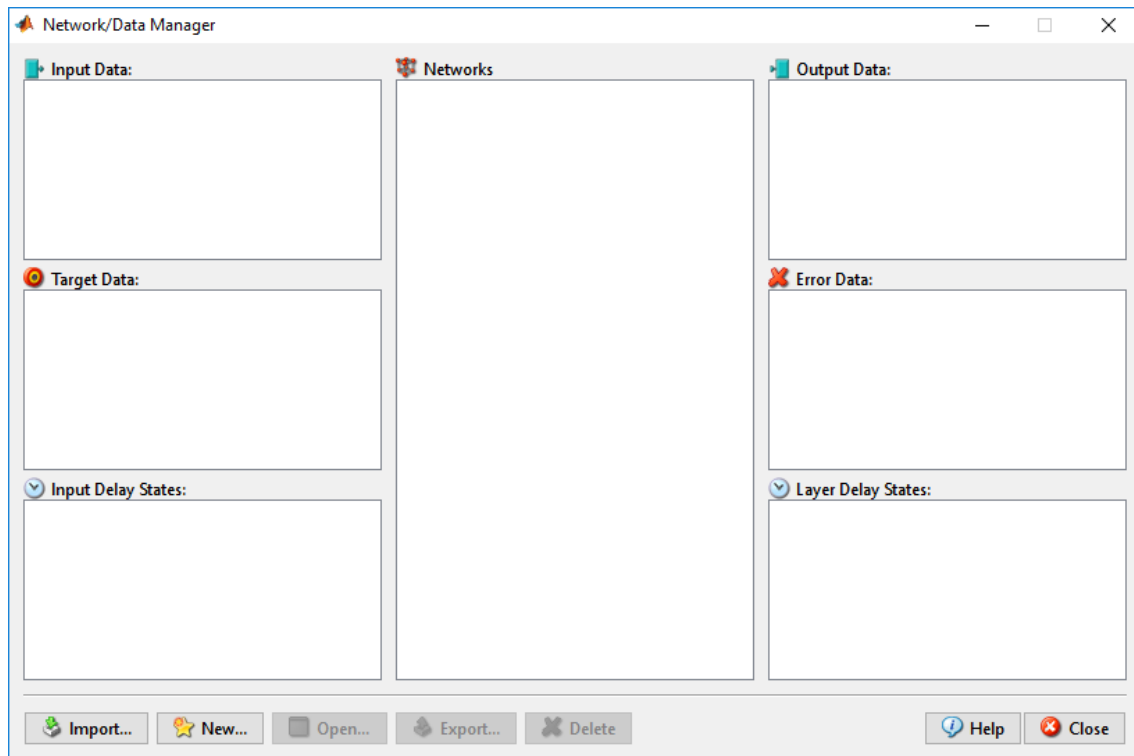 Network/Data Manager
Input Data:
Networks
Output Data:
Target Data:
Error Data:
Input Delay States:
Layer Delay States:
Import...
New...
Open...
Export...
Delete
Help
Close